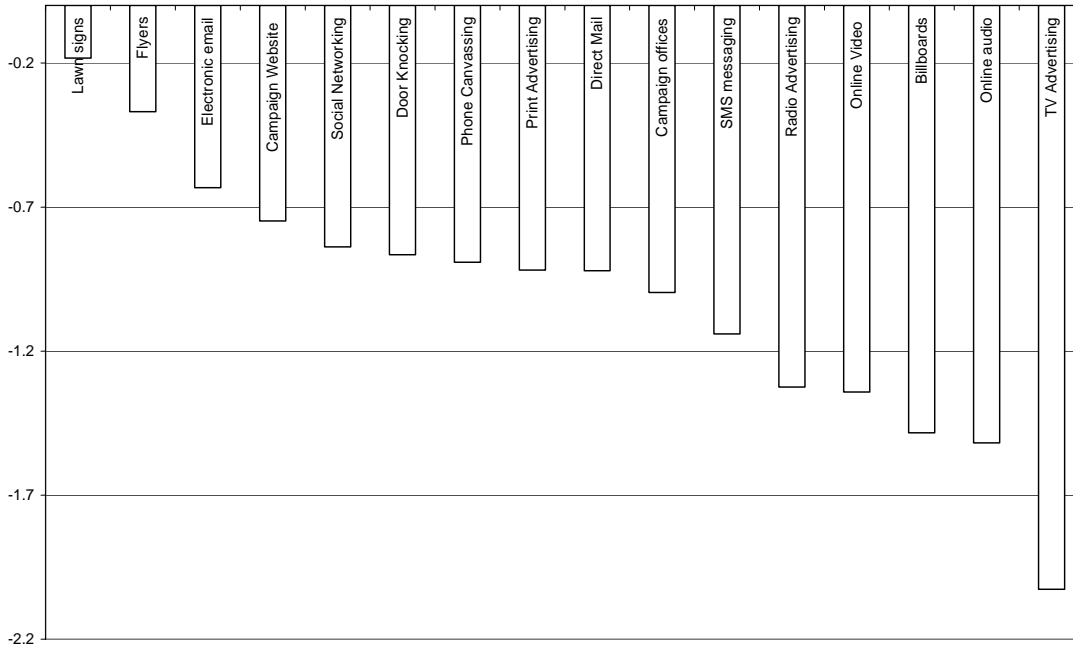 Lawn signs
Flyers
Electronic email
Campaign Website
Social Networking
Door Knocking
Phone Canvassing
Print Advertising
Direct Mail
Campaign offices
SMS messaging
Radio Advertising
Online Video
Billboards
Online audio
TV Advertising
-0.2
-0.7
-1.2
-1.7
-2.2